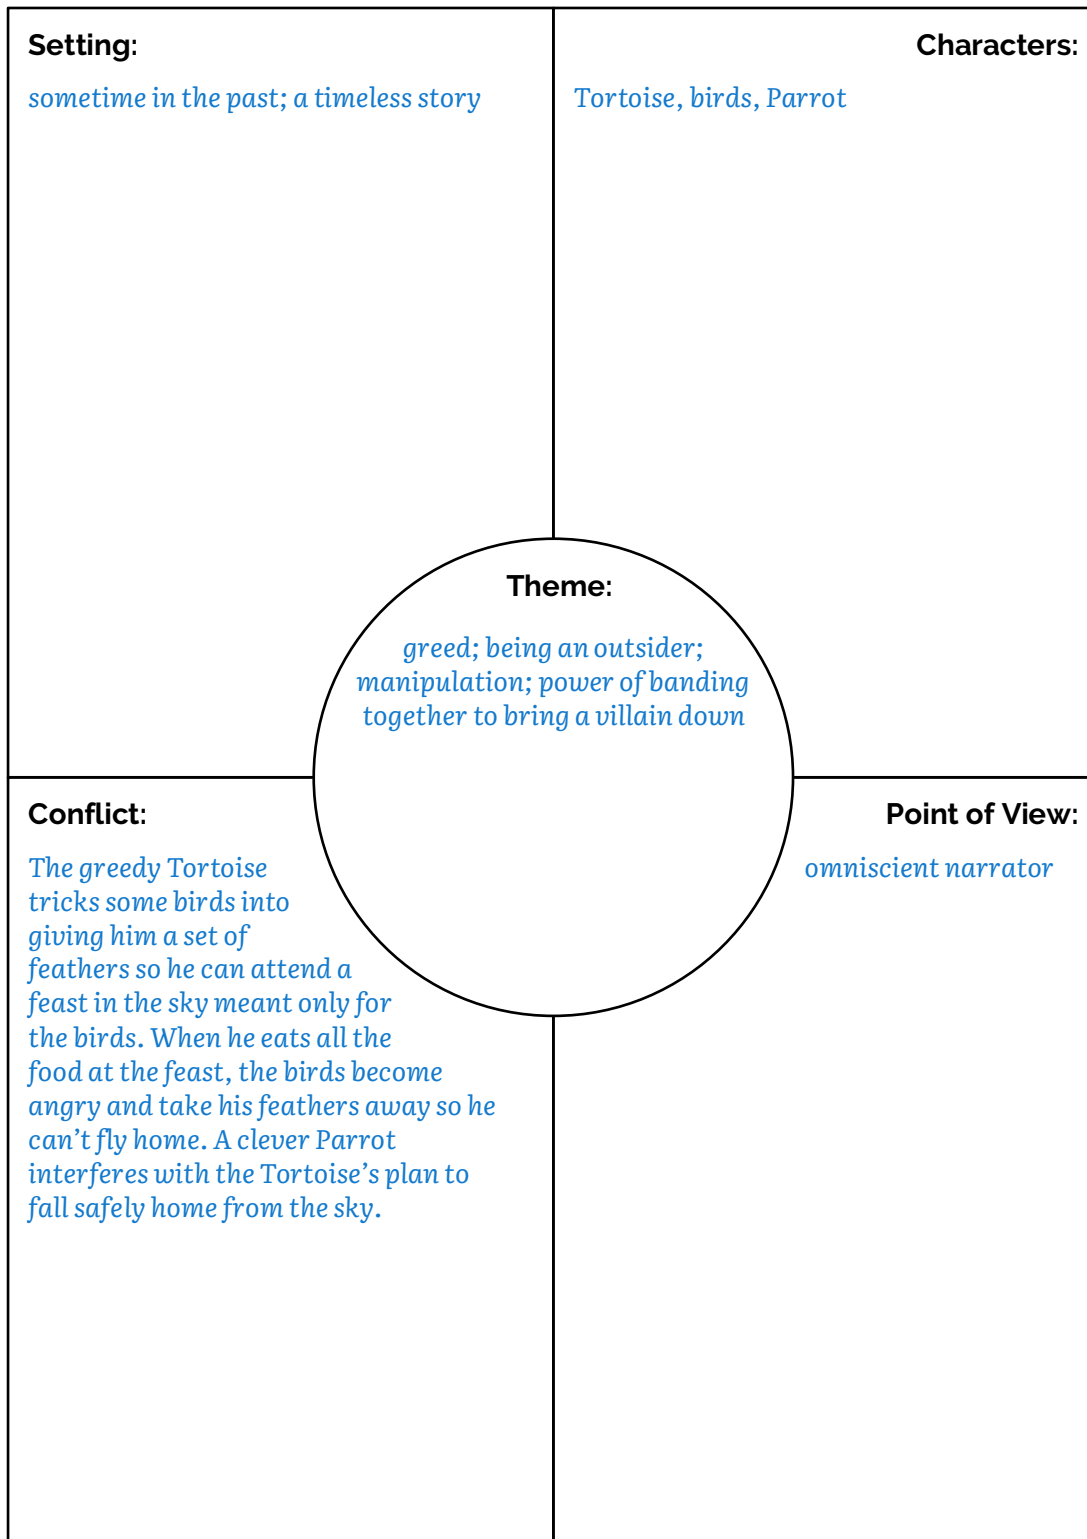 Setting:
sometime in the past; a timeless story
Characters:
Tortoise, birds, Parrot
Theme:
greed; being an outsider;
manipulation; power of banding
together to bring a villain down
Conflict:
The greedy Tortoise
tricks some birds into
giving him a set of
feathers so he can attend a
feast in the sky meant only for
the birds. When he eats all the
food at the feast, the birds become
angry and take his feathers away so he
can’t fly home. A clever Parrot
interferes with the Tortoise’s plan to
fall safely home from the sky.
Point of View:
omniscient narrator